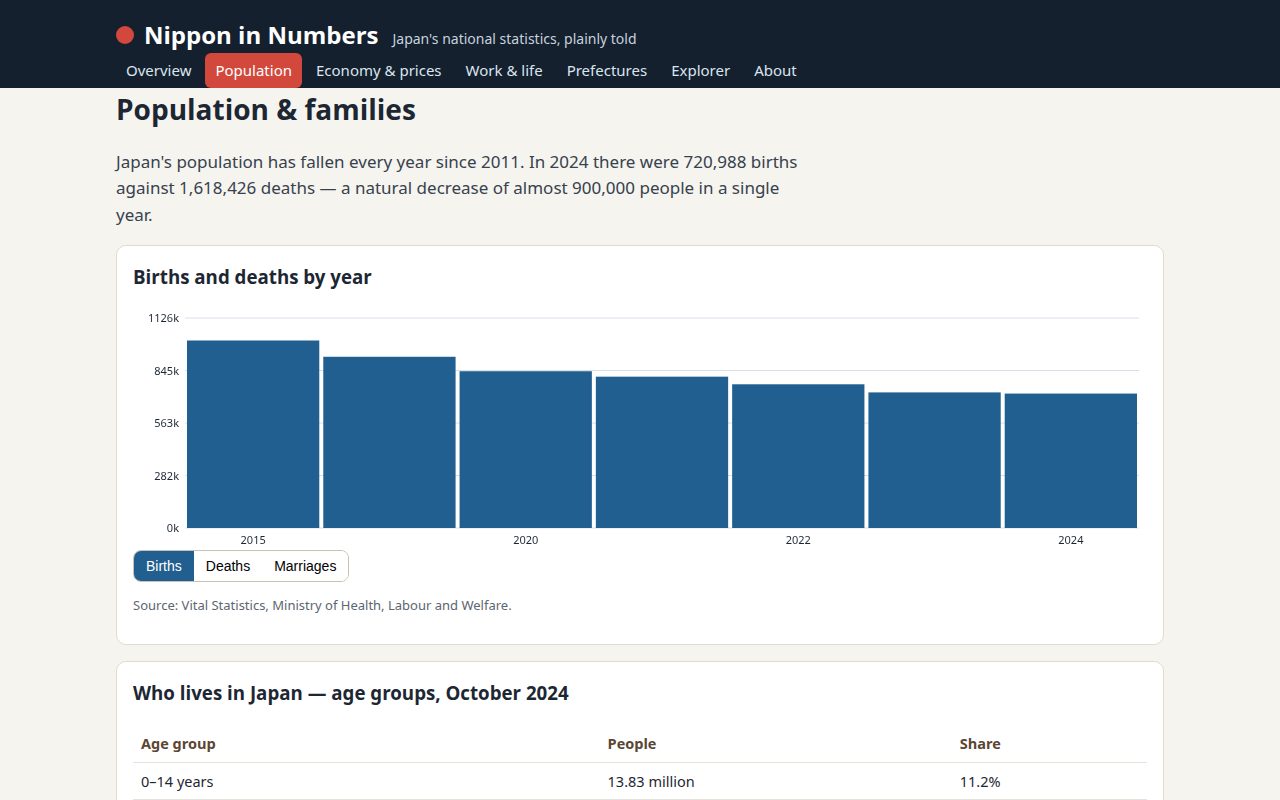 Nippon in Numbers Japan's national statistics, plainly told
Overview Population Economy & prices Work & life Prefectures Explorer About
Population & families
Japan's population has fallen every year since 2011. In 2024 there were 720,988 births
against 1,618,426 deaths — a natural decrease of almost 900,000 people in a single
year.
Births and deaths by year
1126k
845k
563k
282k
0k
2015 2020 2022 2024
Births Deaths Marriages
Source: Vital Statistics, Ministry of Health, Labour and Welfare.
Who lives in Japan — age groups, October 2024
Age group People Share
0–14 years 13.83 million 11.2%